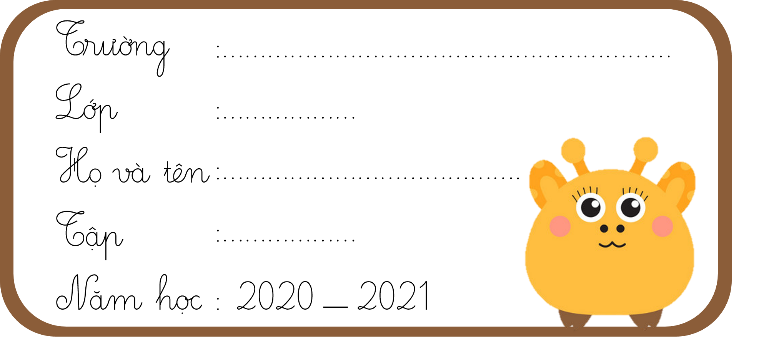 Trường :......................................................
Lớp :................
Họ và tên :....................................
Tập :................
Năm học : 2020 _ 2021